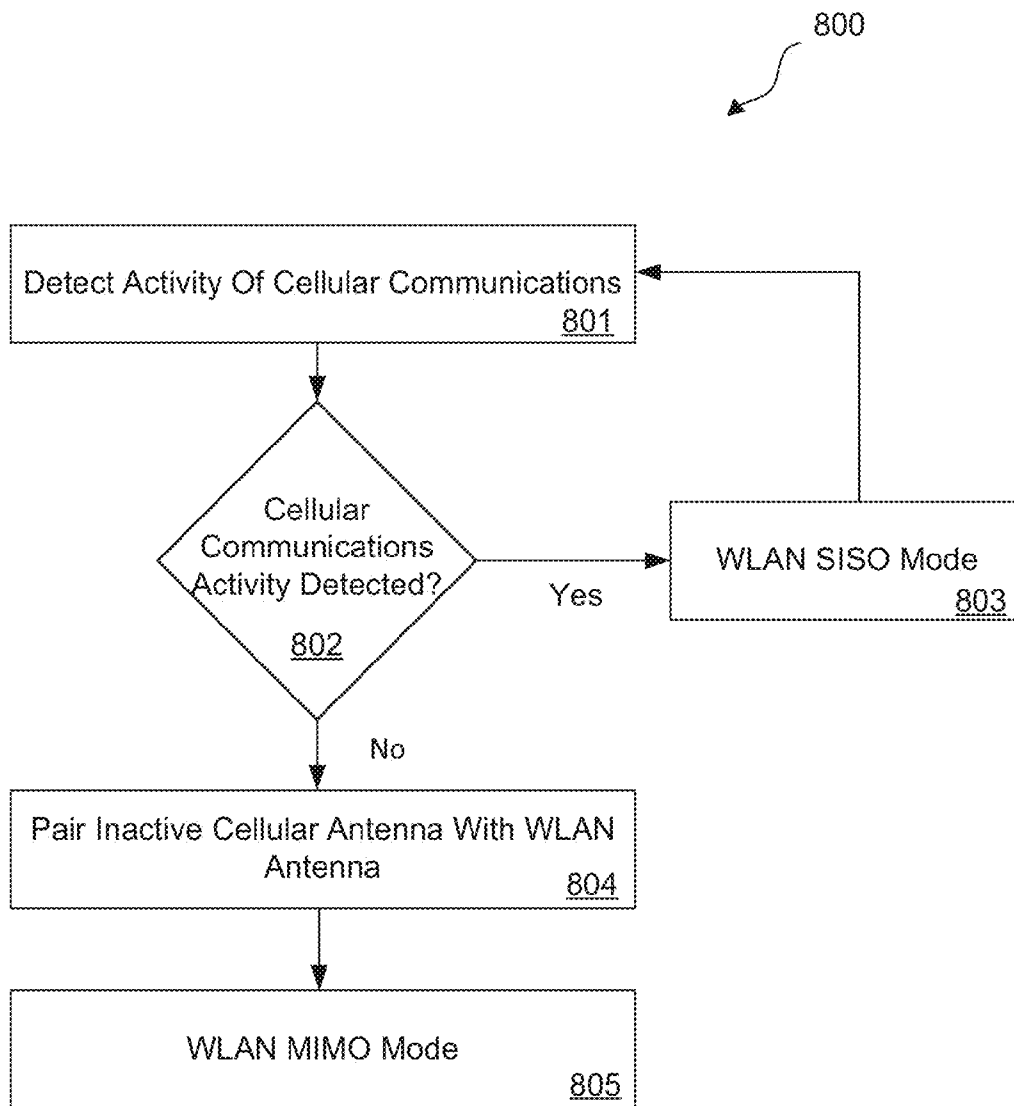 800
Detect Activity Of Cellular Communications
801
Cellular
Communications
Activity Detected?
802
Yes
WLAN SISO Mode
803
No
Pair Inactive Cellular Antenna With WLAN
Antenna
804
WLAN MIMO Mode
805